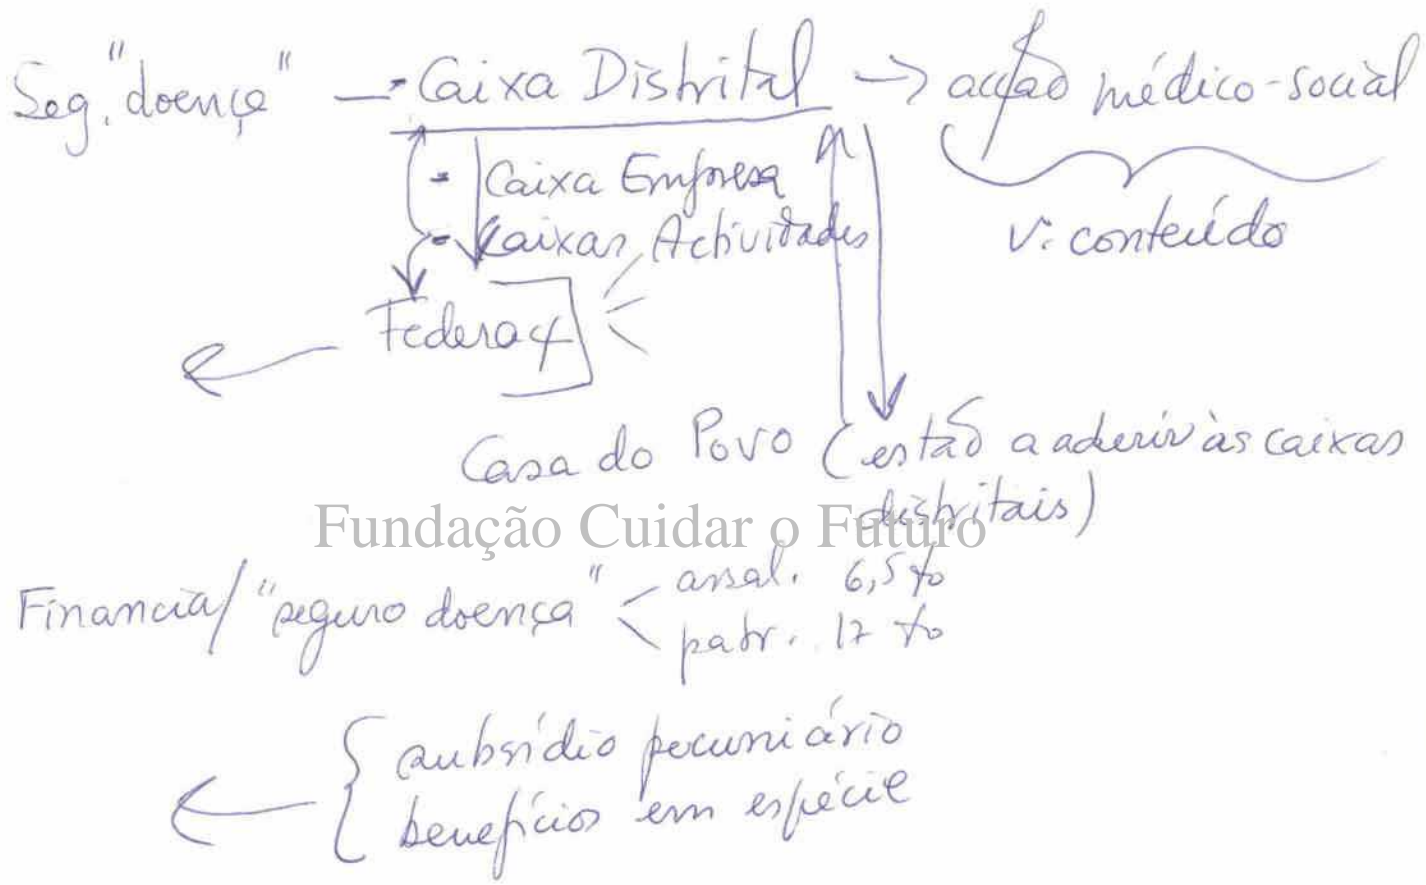 Seg. "doença" - Caixa Distrital → acção médico-social
- Caixa Empresa
- Caixas Actividades
v. conteúdo
Federaç
Casa do Povo (estão a aderir às caixas
distritais)
Fundação Cuidar o Futuro
Financia/ "seguro doença" assal. 6,5%
patr. 17%
subsídio pecuniário
benefícios em espécie